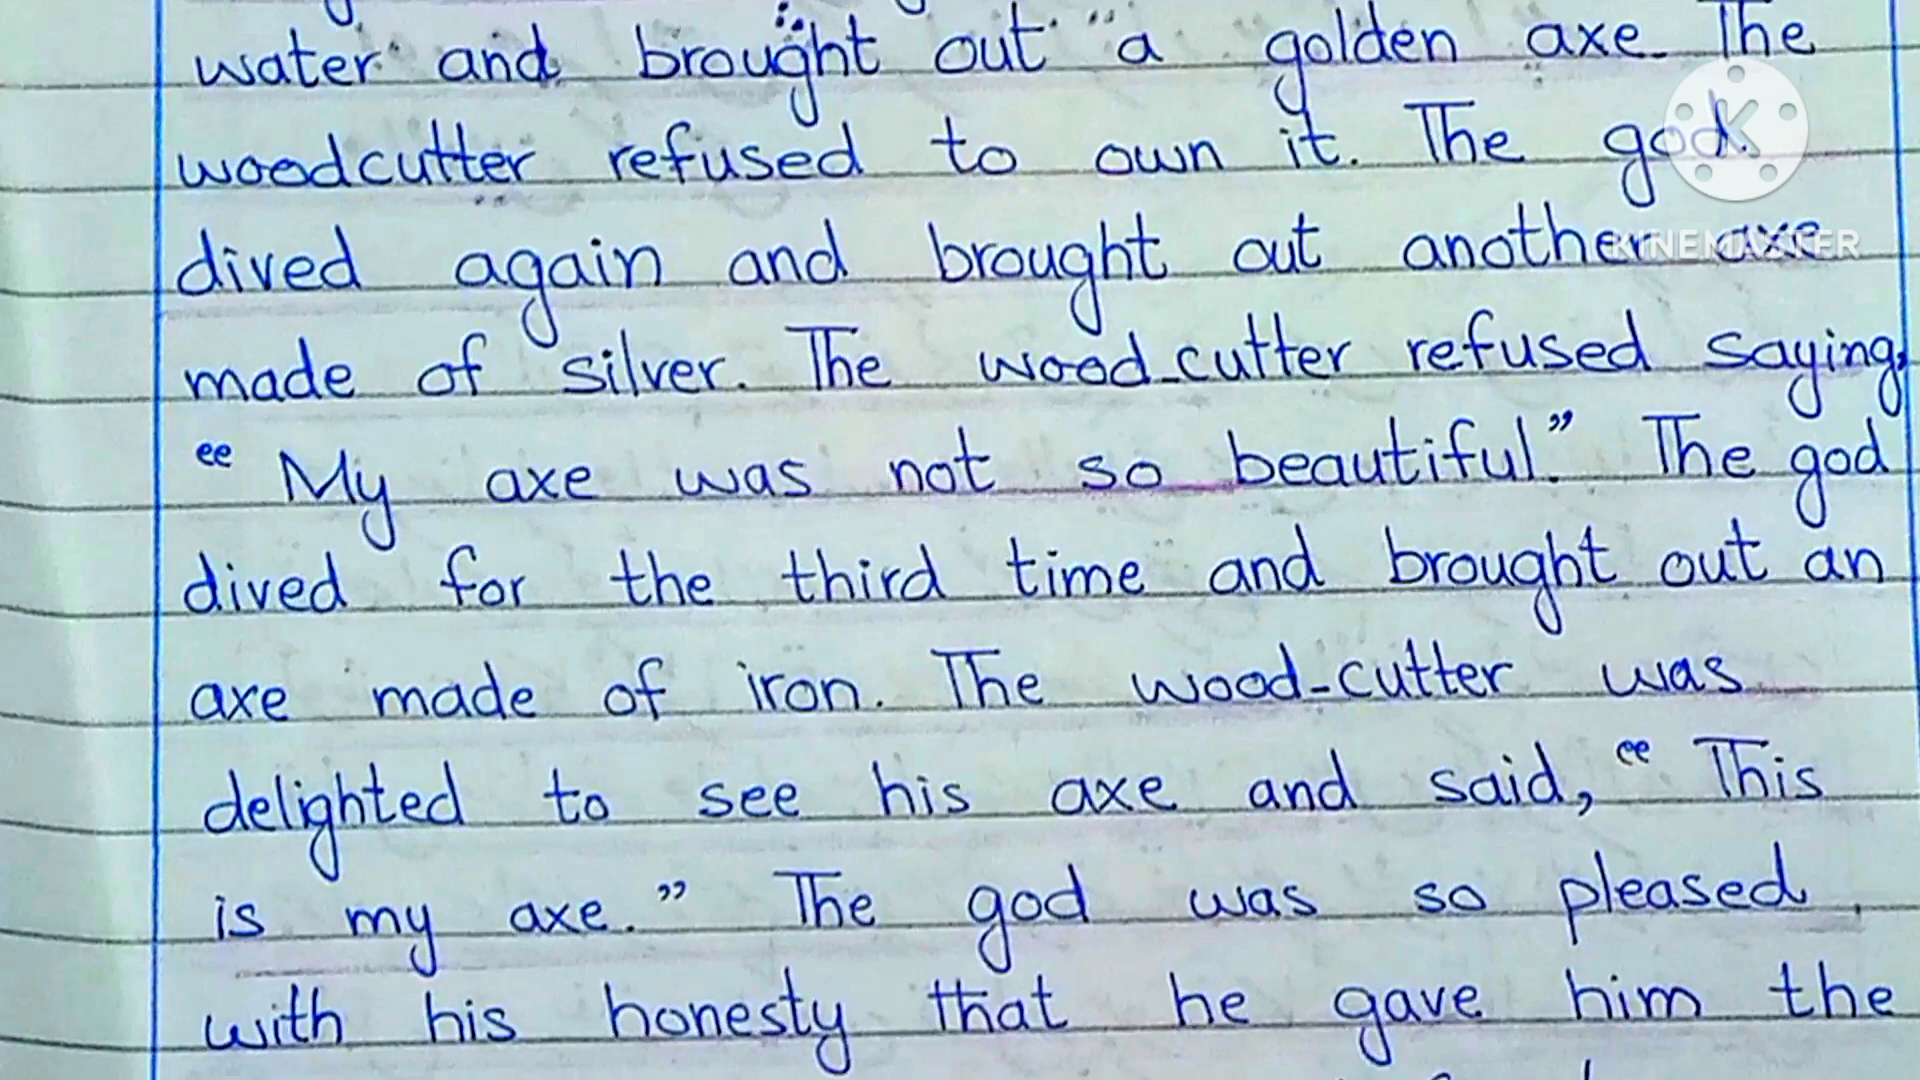 water and brought out a golden axe. The
woodcutter refused to own it. The god
dived again and brought out another axe
KINEMASTER
made of silver. The wood-cutter refused saying,
“ My axe was not so beautiful.” The god
dived for the third time and brought out an
axe made of iron. The wood-cutter was
delighted to see his axe and said, “ This
is my axe.” The god was so pleased
with his honesty that he gave him the